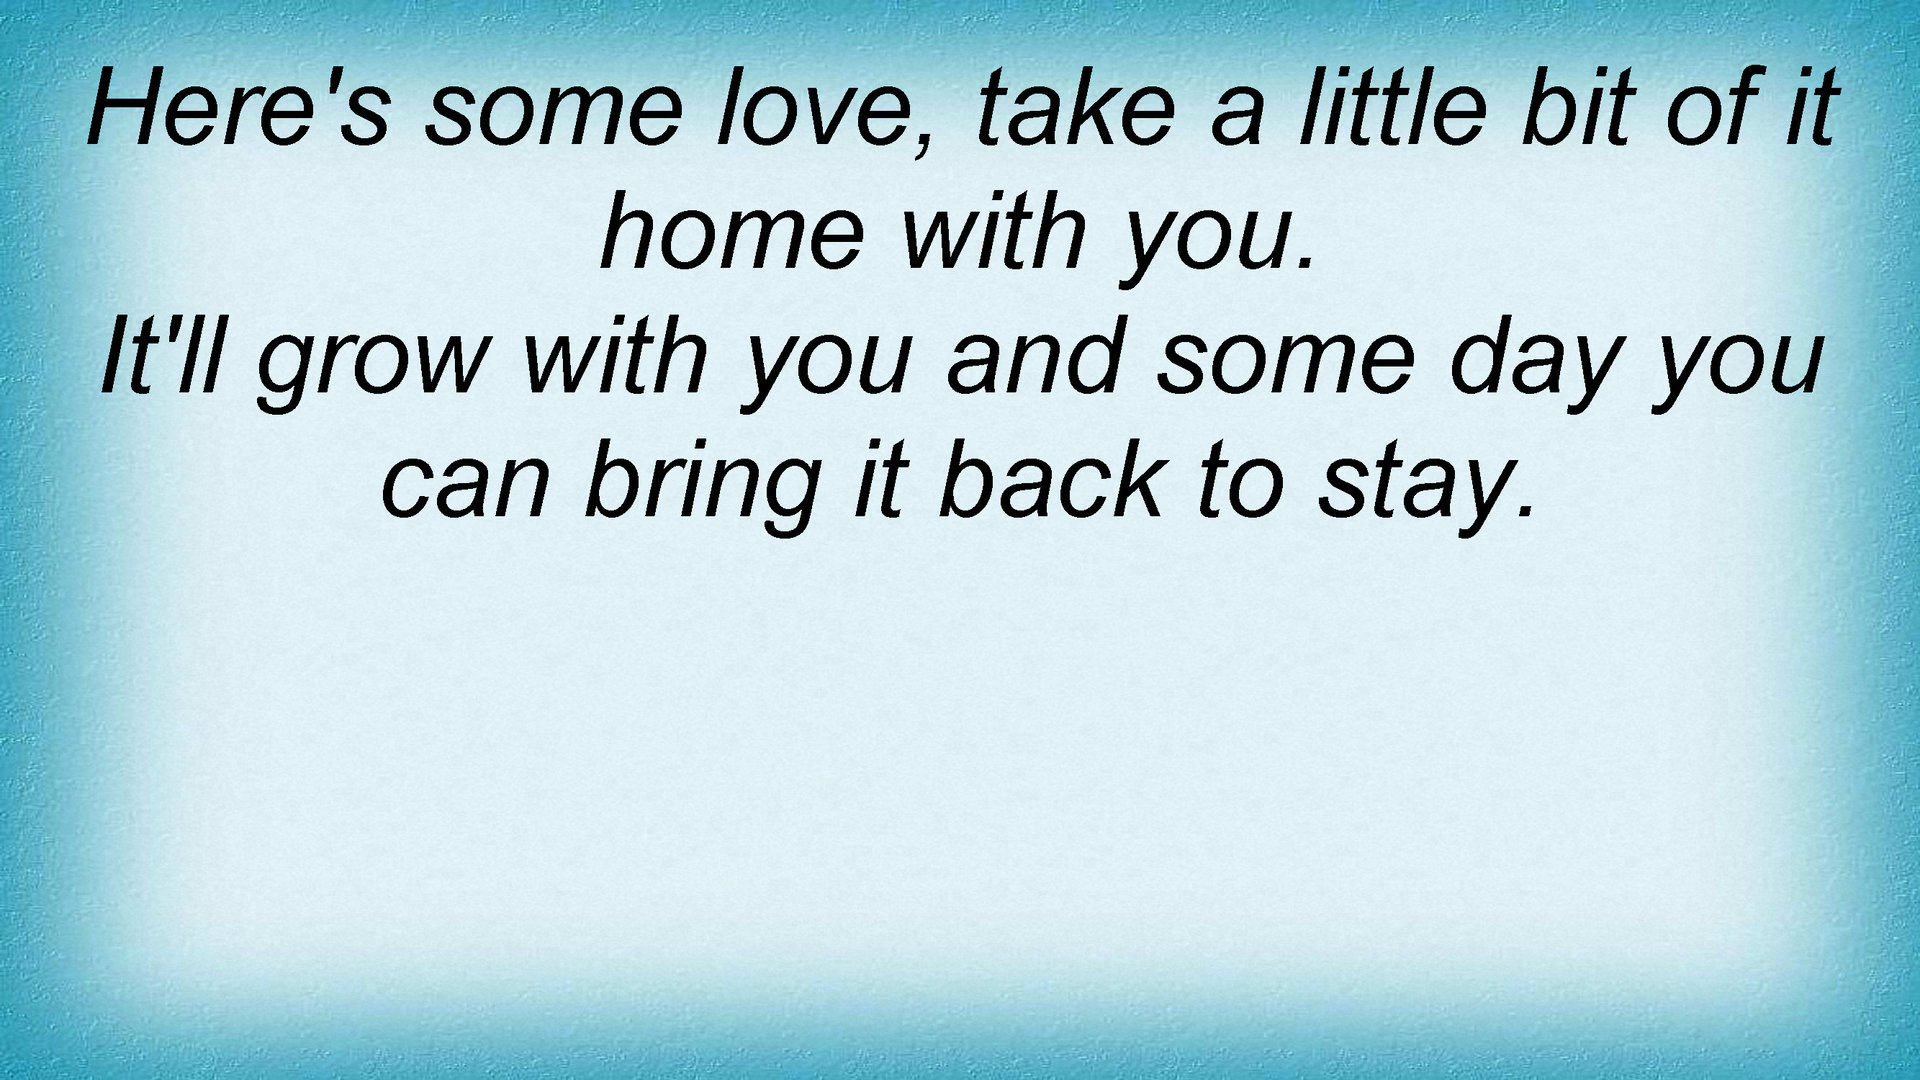 Here's some love, take a little bit of it
home with you.
It'll grow with you and some day you
can bring it back to stay.